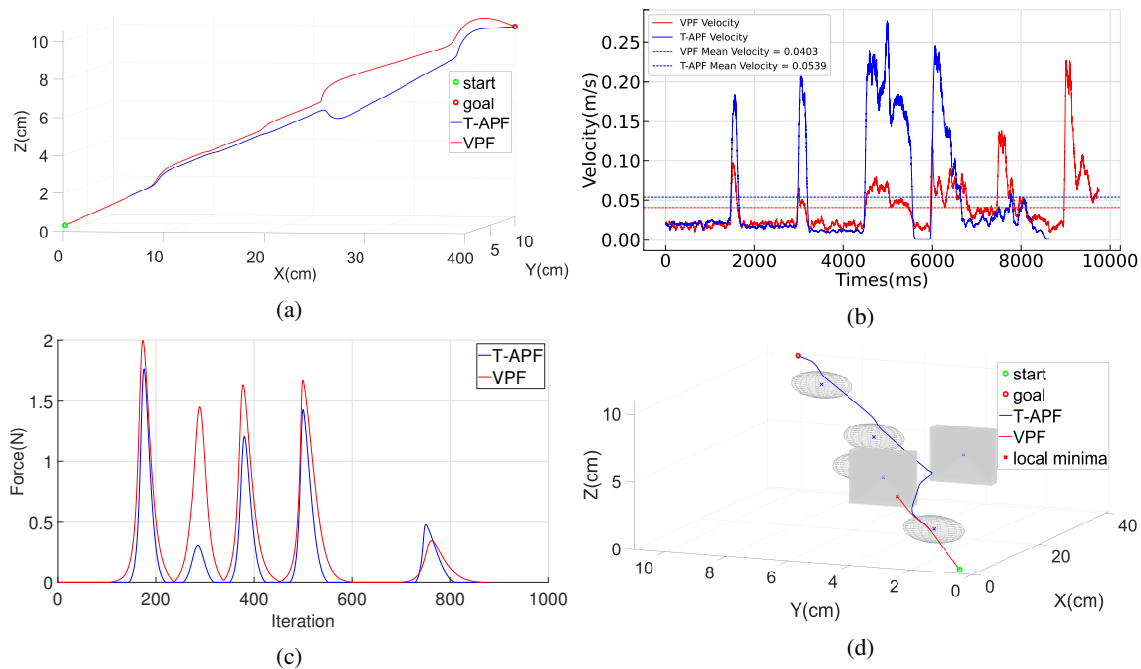 10
8
6
4
2
0
Z(cm)
start
goal
T-APF
VPF
0
10
20
30
400
5
10
X(cm)
Y(cm)
(a)
VPF Velocity
T-APF Velocity
VPF Mean Velocity = 0.0403
T-APF Mean Velocity = 0.0539
0.25
0.20
0.15
0.10
0.05
0.00
Velocity(m/s)
0
2000
4000
6000
8000
10000
Times(ms)
(b)
2
1.5
1
0.5
0
Force(N)
T-APF
VPF
0
200
400
600
800
1000
Iteration
(c)
start
goal
T-APF
VPF
local minima
10
5
0
Z(cm)
10
8
6
4
2
0
Y(cm)
0
20
40
X(cm)
(d)